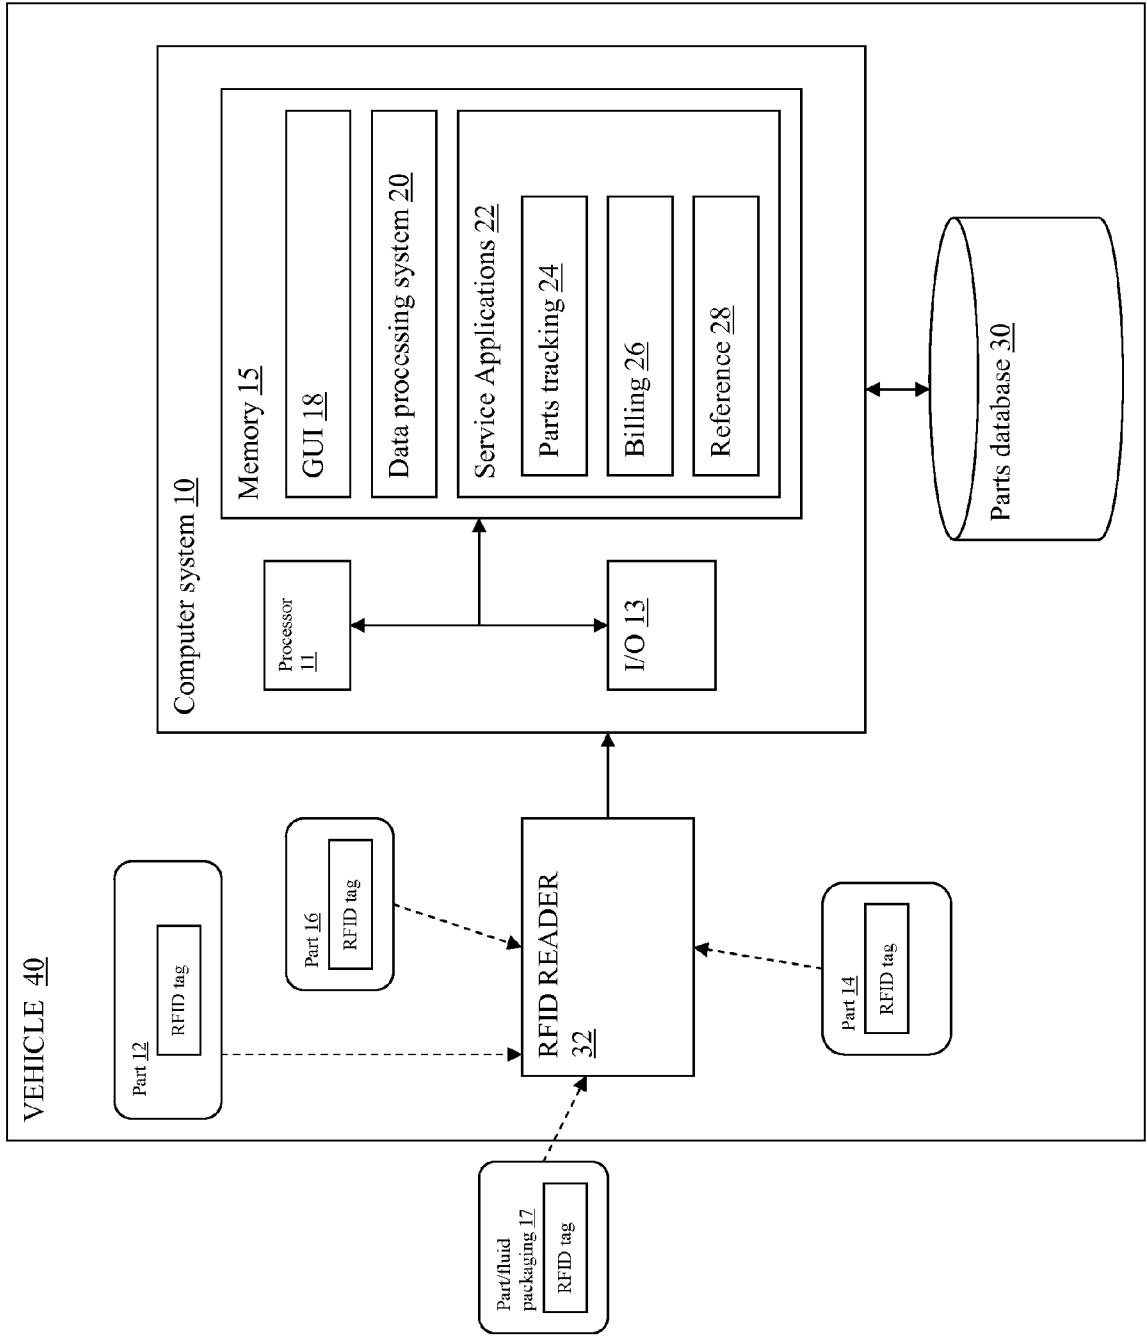 VEHICLE 40
Part 12
RFID tag
Part 16
RFID tag
Part/fluid
packaging 17
RFID tag
RFID READER
32
Part 14
RFID tag
Computer system 10
Processor
11
I/O 13
Memory 15
GUI 18
Data processing system 20
Service Applications 22
Parts tracking 24
Billing 26
Reference 28
Parts database 30